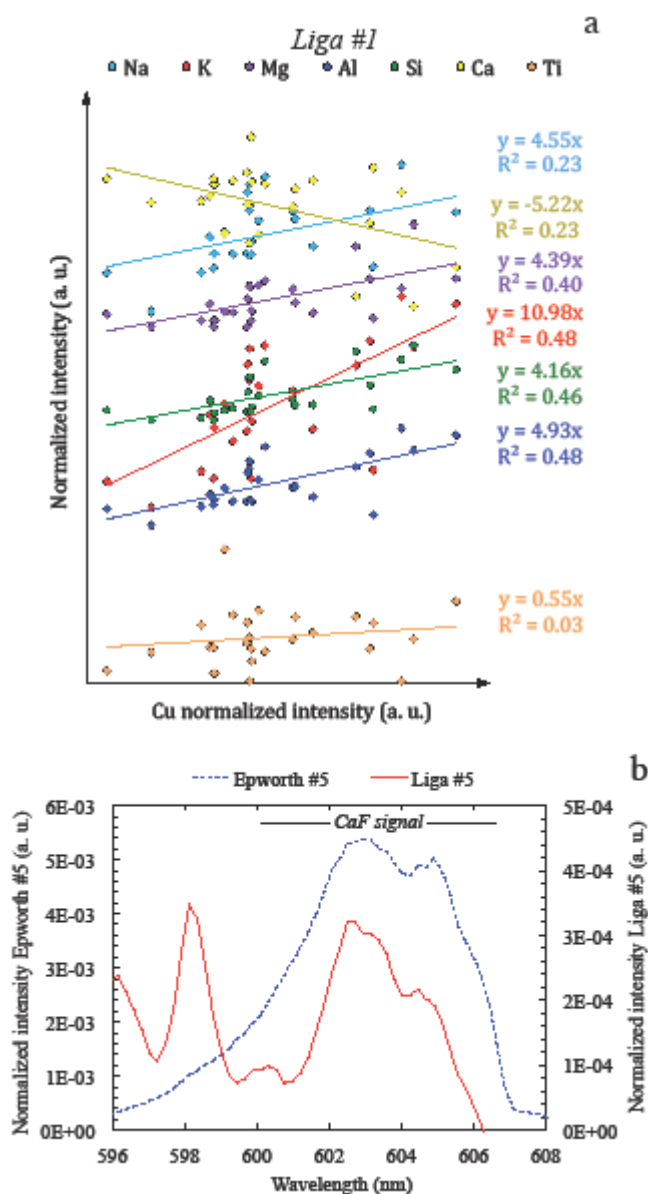 a
Liga #1
Na K Mg Al Si Ca Ti
Normalized intensity (a. u.)
y = 4.55x
R² = 0.23
y = -5.22x
R² = 0.23
y = 4.39x
R² = 0.40
y = 10.98x
R² = 0.48
y = 4.16x
R² = 0.46
y = 4.93x
R² = 0.48
y = 0.55x
R² = 0.03
Cu normalized intensity (a. u.)
b
Epworth #5 Liga #5
CaF signal
Normalized intensity Epworth #5 (a. u.)
6E-03
5E-03
4E-03
3E-03
2E-03
1E-03
0E+00
5E-04
4E-04
3E-04
2E-04
1E-04
0E+00
Normalized intensity Liga #5 (a. u.)
596 598 600 602 604 606 608
Wavelength (nm)